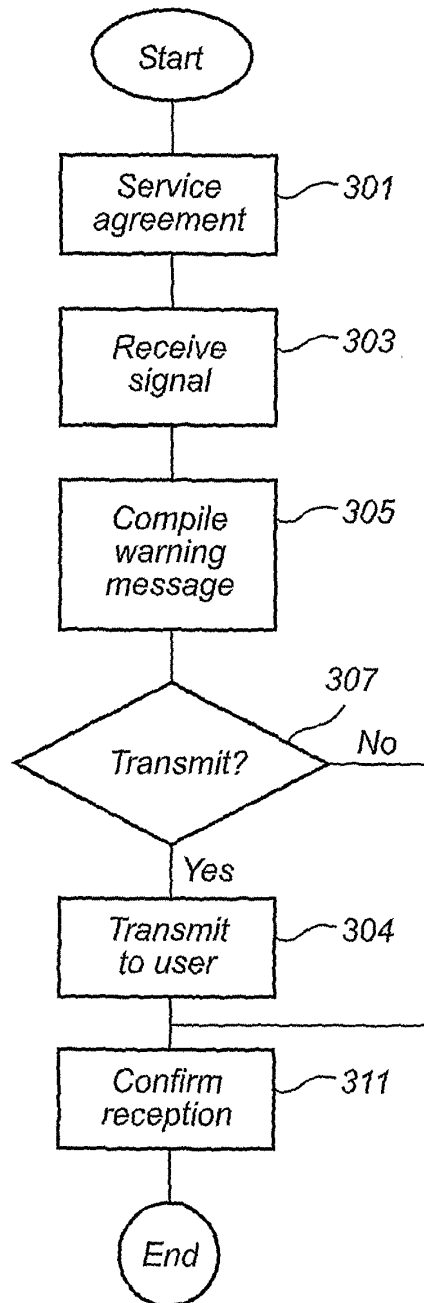 Start
Service
agreement
301
Receive
signal
303
Compile
warning
message
305
307
Transmit?
No
Yes
Transmit
to user
304
Confirm
reception
311
End